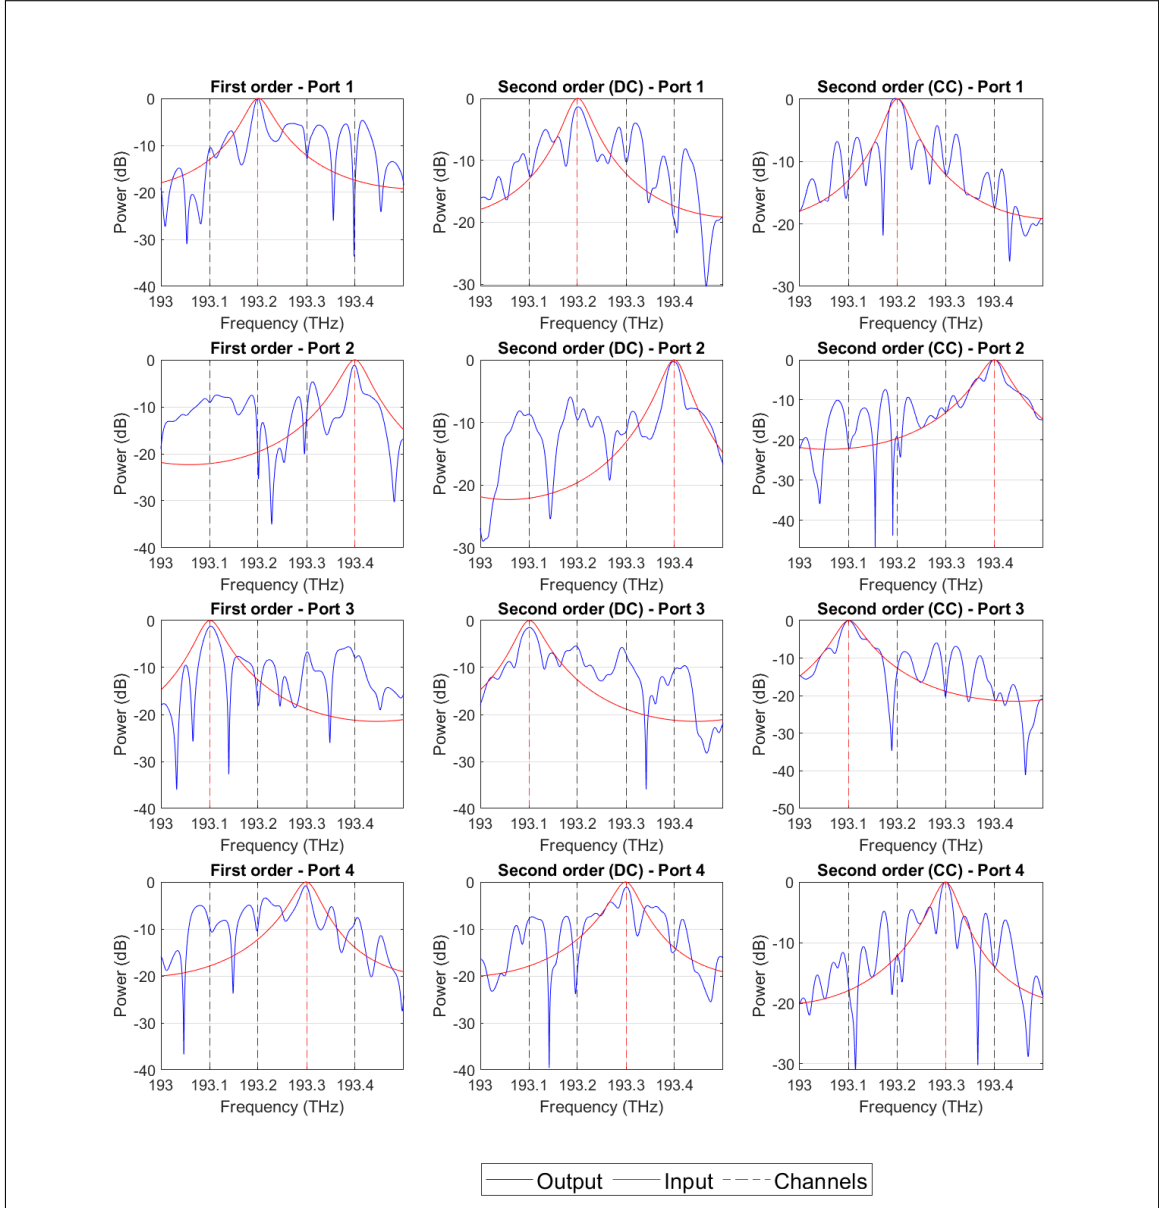 First order - Port 1
Second order (DC) - Port 1
Second order (CC) - Port 1
0
-10
-20
-30
-40
Power (dB)
193 193.1 193.2 193.3 193.4
Frequency (THz)
0
-10
-20
-30
Power (dB)
193 193.1 193.2 193.3 193.4
Frequency (THz)
0
-10
-20
-30
Power (dB)
193 193.1 193.2 193.3 193.4
Frequency (THz)
First order - Port 2
Second order (DC) - Port 2
Second order (CC) - Port 2
0
-10
-20
-30
-40
Power (dB)
193 193.1 193.2 193.3 193.4
Frequency (THz)
0
-10
-20
-30
Power (dB)
193 193.1 193.2 193.3 193.4
Frequency (THz)
0
-10
-20
-30
-40
Power (dB)
193 193.1 193.2 193.3 193.4
Frequency (THz)
First order - Port 3
Second order (DC) - Port 3
Second order (CC) - Port 3
0
-10
-20
-30
-40
Power (dB)
193 193.1 193.2 193.3 193.4
Frequency (THz)
0
-10
-20
-30
-40
Power (dB)
193 193.1 193.2 193.3 193.4
Frequency (THz)
0
-10
-20
-30
-40
-50
Power (dB)
193 193.1 193.2 193.3 193.4
Frequency (THz)
First order - Port 4
Second order (DC) - Port 4
Second order (CC) - Port 4
0
-10
-20
-30
-40
Power (dB)
193 193.1 193.2 193.3 193.4
Frequency (THz)
0
-10
-20
-30
-40
Power (dB)
193 193.1 193.2 193.3 193.4
Frequency (THz)
0
-10
-20
-30
Power (dB)
193 193.1 193.2 193.3 193.4
Frequency (THz)
Output Input Channels